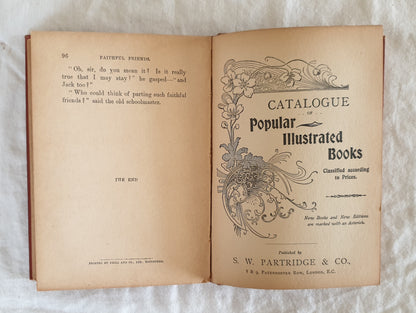 96 FAITHFUL FRIENDS.
"Oh, sir, do you mean it? Is it really
true that I may stay?" he gasped—"and
Jack too?"
"Who could think of parting such faithful
friends?" said the old schoolmaster.
THE END
PRINTED BY
CATALOGUE
OF
Popular
Illustrated
Books
Classified according
to Prices.
New Books and New Editions
are marked with an asterisk.
Published by
S. W. PARTRIDGE & CO.,
8 & 9, PATERNOSTER ROW, LONDON, E.C.